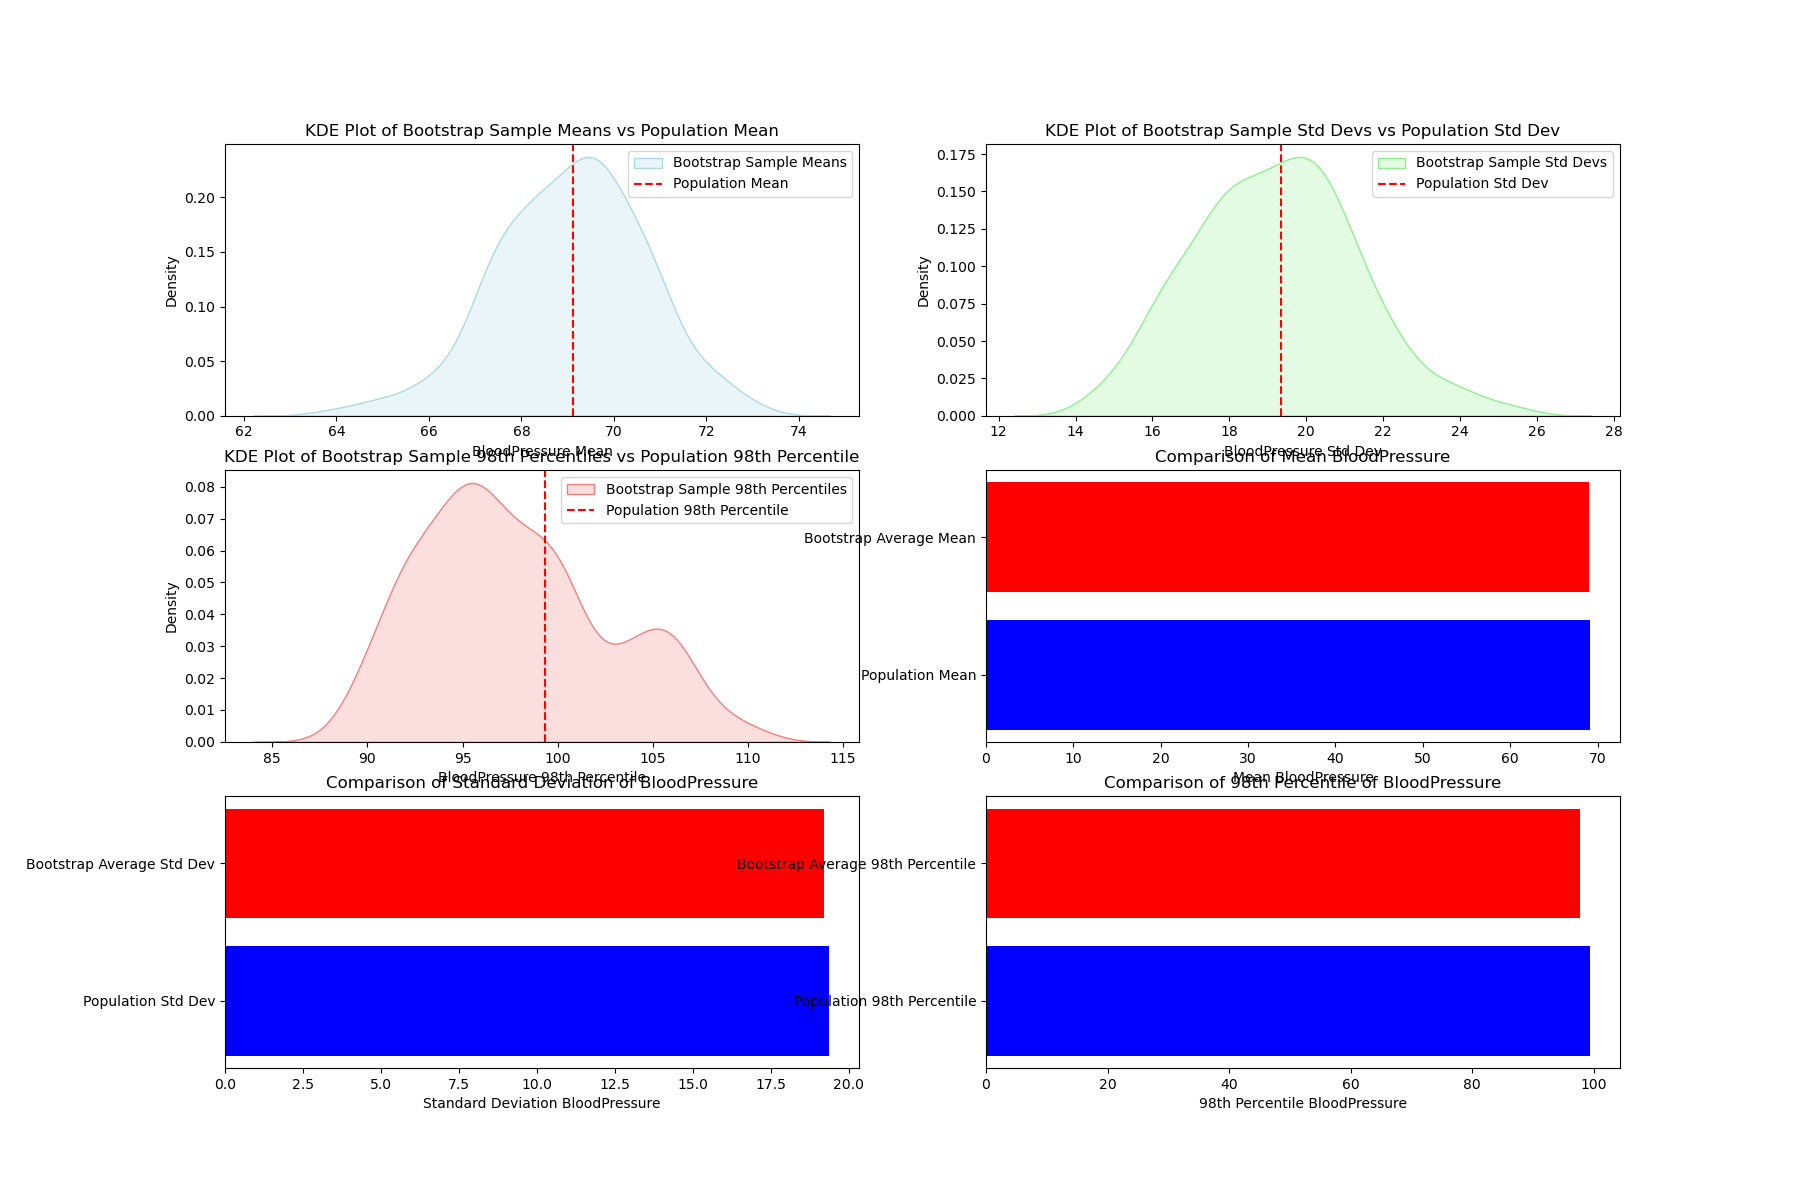 KDE Plot of Bootstrap Sample Means vs Population Mean
Bootstrap Sample Means
Population Mean
Density
0.20
0.15
0.10
0.05
0.00
62 64 66 68 70 72 74
BloodPressure Mean
KDE Plot of Bootstrap Sample Std Devs vs Population Std Dev
Bootstrap Sample Std Devs
Population Std Dev
Density
0.175
0.150
0.125
0.100
0.075
0.050
0.025
0.000
12 14 16 18 20 22 24 26 28
BloodPressure Std Dev
KDE Plot of Bootstrap Sample 98th Percentiles vs Population 98th Percentile
Bootstrap Sample 98th Percentiles
Population 98th Percentile
Density
0.08
0.07
0.06
0.05
0.04
0.03
0.02
0.01
0.00
85 90 95 100 105 110 115
BloodPressure 98th Percentile
Comparison of Mean BloodPressure
Bootstrap Average Mean
Population Mean
0 10 20 30 40 50 60 70
Mean BloodPressure
Comparison of Standard Deviation of BloodPressure
Bootstrap Average Std Dev
Population Std Dev
0.0 2.5 5.0 7.5 10.0 12.5 15.0 17.5 20.0
Standard Deviation BloodPressure
Comparison of 98th Percentile of BloodPressure
Bootstrap Average 98th Percentile
Population 98th Percentile
0 20 40 60 80 100
98th Percentile BloodPressure